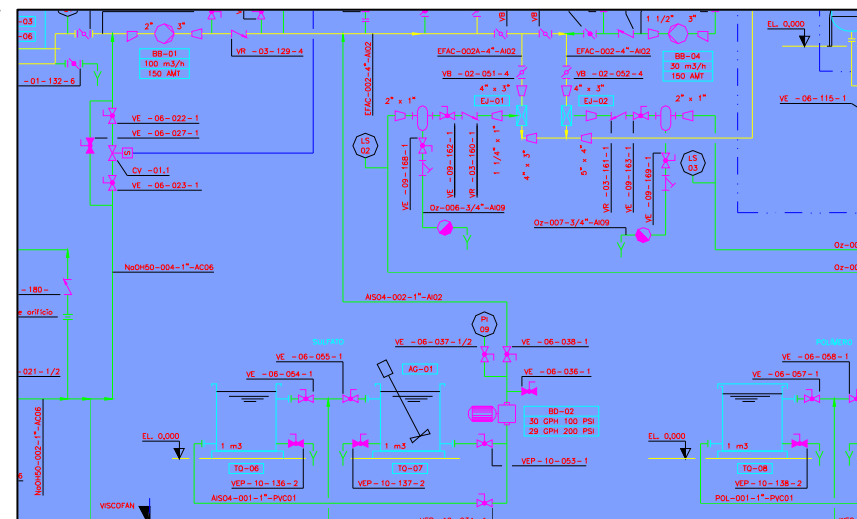 -03
-06
2" 3"
BB-01
100 m3/h
150 AMT
VR -03-129-4
VB
VB
1 1/2" 3"
BB-04
30 m3/h
150 AMT
EL. 0,000
EFAC-002A-4"-AI02
EFAC-002-4"-AI02
EFAC-002-4"-AI02
VB -02-051-4
VB -02-052-4
-01-132-6
4" x 3"
4" x 3"
EJ-01
EJ-02
2" x 1"
2" x 1"
VE -06-115-1
VE -06-022-1
VE -06-027-1
S
CV -01.1
VE -06-023-1
LS
02
LS
03
VE -09-168-1
VE -09-162-1
VR -03-160-1
1 1/4" x 1"
4" x 3"
5" x 4"
VR -03-161-1
VE -09-163-1
VE -09-169-1
Oz-006-3/4"-AI09
Oz-007-3/4"-AI09
NaOH50-004-1"-AC06
-180-
e orificio
-021-1/2
AlSO4-002-1"-AI02
PI
09
SULFATO
VE -06-037-1/2
VE -06-038-1
POLIMERO
VE -06-055-1
VE -06-054-1
AG-01
VE -06-036-1
VE -06-058-1
VE -06-057-1
BD-02
30 GPH 100 PSI
29 GPH 200 PSI
EL. 0,000
1 m3
1 m3
EL. 0,000
1 m3
TQ-06
TQ-07
VEP -10-053-1
TQ-08
VEP -10-136-2
VEP -10-137-2
VEP -10-138-2
NaOH50-002-1"-AC06
AlSO4-001-1"-PVC01
POL-001-1"-PVC01
VISCOFAN